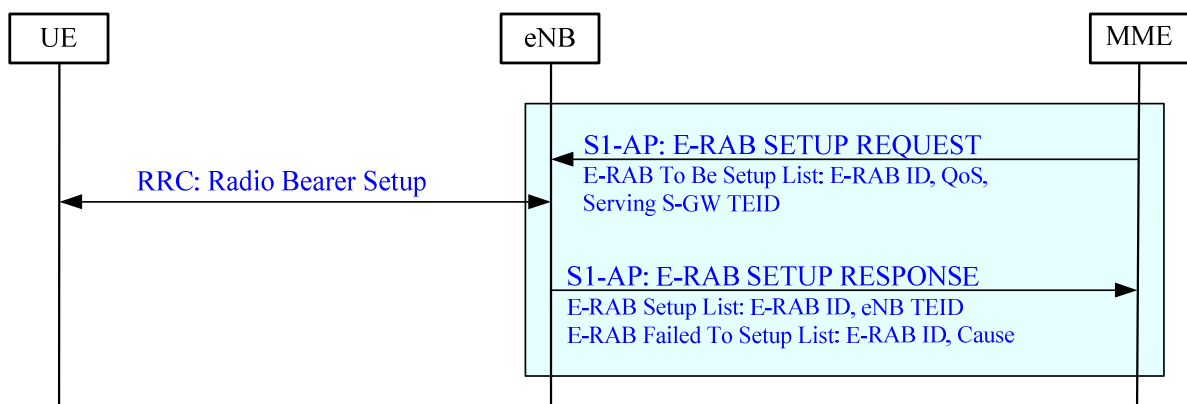 UE
eNB
MME
S1-AP: E-RAB SETUP REQUEST
E-RAB To Be Setup List: E-RAB ID, QoS,
Serving S-GW TEID
RRC: Radio Bearer Setup
S1-AP: E-RAB SETUP RESPONSE
E-RAB Setup List: E-RAB ID, eNB TEID
E-RAB Failed To Setup List: E-RAB ID, Cause